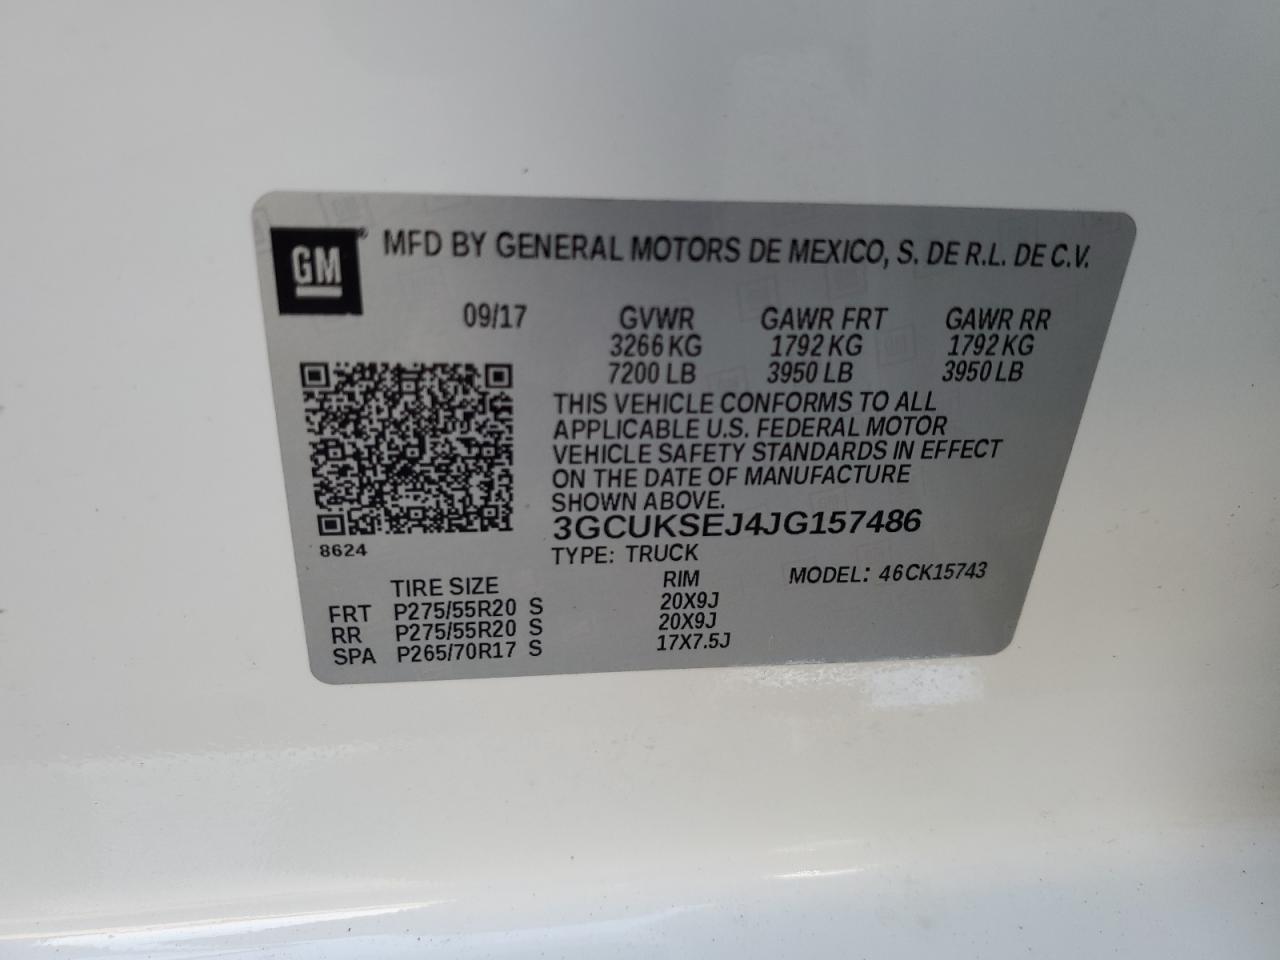 GM
MFD BY GENERAL MOTORS DE MEXICO, S. DE R.L. DE C.V.
09/17 GVWR GAWR FRT GAWR RR
3266 KG 1792 KG 1792 KG
7200 LB 3950 LB 3950 LB
THIS VEHICLE CONFORMS TO ALL
APPLICABLE U.S. FEDERAL MOTOR
VEHICLE SAFETY STANDARDS IN EFFECT
ON THE DATE OF MANUFACTURE
SHOWN ABOVE.
3GCUKSEJ4JG157486
8624
TYPE: TRUCK
MODEL: 46CK15743
TIRE SIZE RIM
FRT P275/55R20 S 20X9J
RR P275/55R20 S 20X9J
SPA P265/70R17 S 17X7.5J